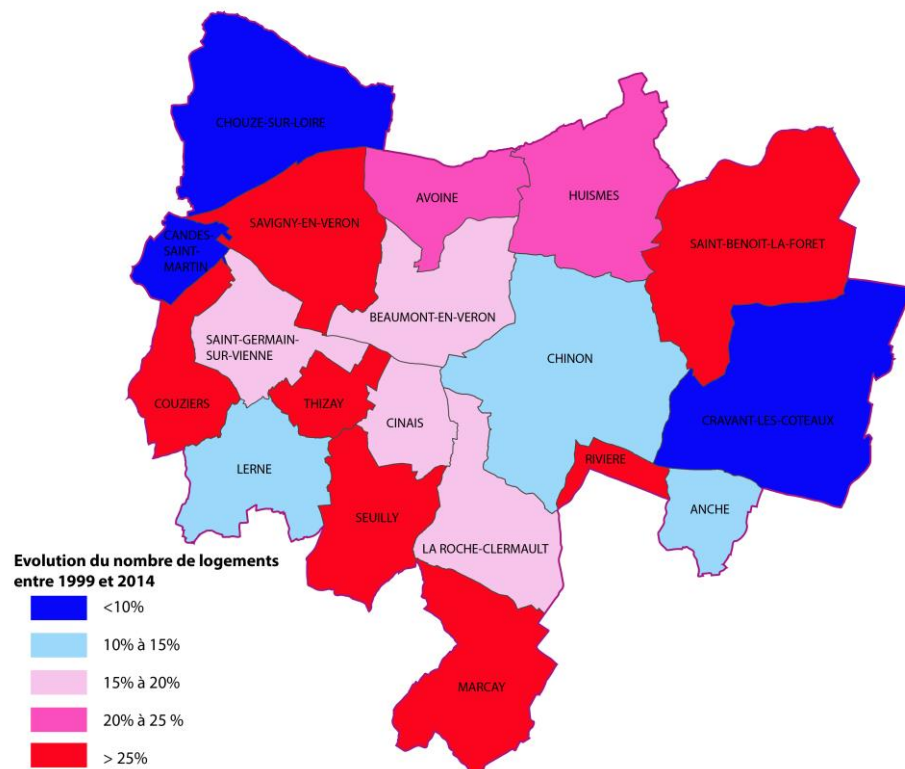 CHOUZE-SUR-LOIRE
AVOINE
HUISMES
SAVIGNY-EN-VERON
CANDES-
SAINT-
MARTIN
SAINT-BENOIT-LA-FORET
BEAUMONT-EN-VERON
SAINT-GERMAIN-
SUR-VIENNE
CHINON
COUZIERS
THIZAY
CINAIS
CRAVANT-LES-COTEAUX
RIVIERE
LERNE
ANCHE
SEUILLY
LA ROCHE-CLERMAULT
MARCAY
Evolution du nombre de logements
entre 1999 et 2014
<10%
10% à 15%
15% à 20%
20% à 25 %
> 25%